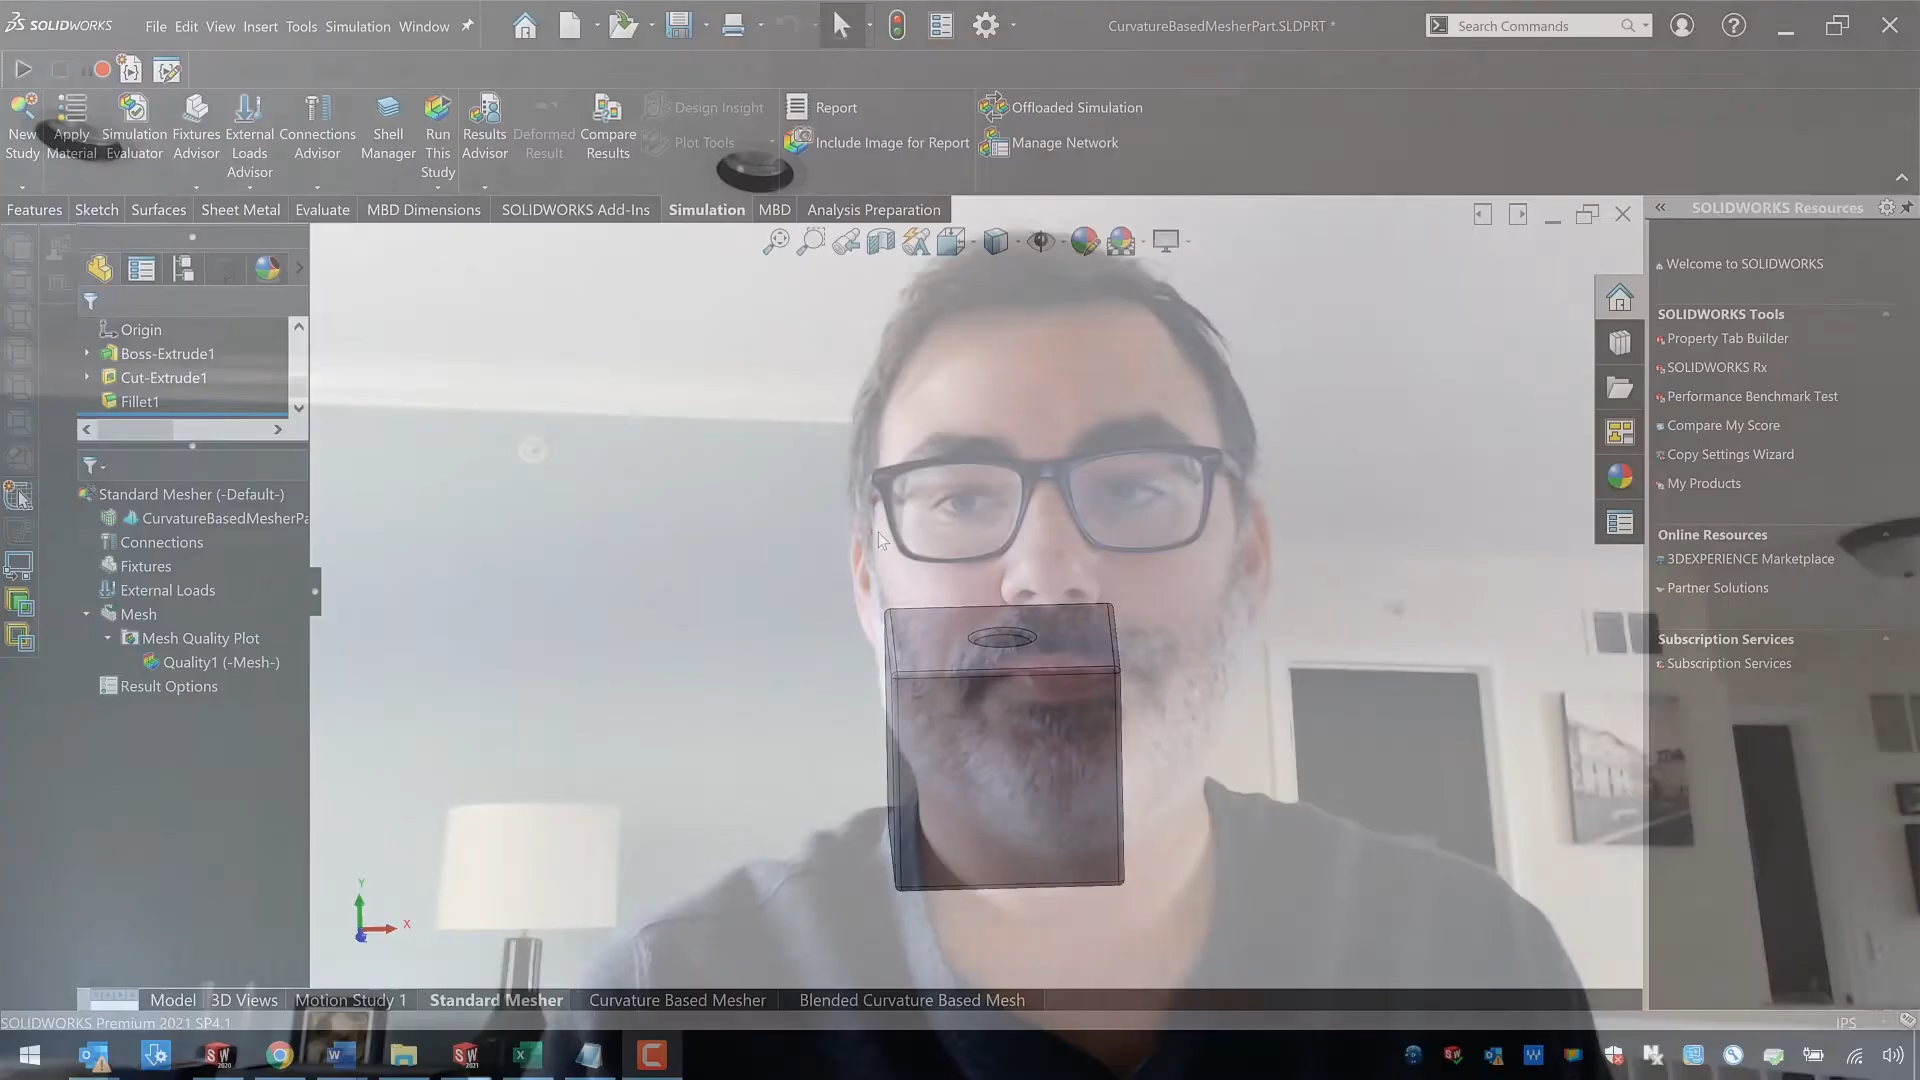 SOLIDWORKS File Edit View Insert Tools Simulation Window CurvatureBasedMesherPart.SLDPRT * Search Commands
New Study
Apply Material
Simulation Evaluator
Fixtures Advisor
External Loads Advisor
Connections Advisor
Shell Manager
Run This Study
Results Advisor
Deformed Result
Compare Results
Design Insight
Plot Tools
Report
Include Image for Report
Offloaded Simulation
Manage Network
Features Sketch Surfaces Sheet Metal Evaluate MBD Dimensions SOLIDWORKS Add-Ins Simulation MBD Analysis Preparation
Origin
Boss-Extrude1
Cut-Extrude1
Fillet1
Standard Mesher (-Default-)
CurvatureBasedMesherPa
Connections
Fixtures
External Loads
Mesh
Mesh Quality Plot
Quality1 (-Mesh-)
Result Options
Y
X
SOLIDWORKS Resources
Welcome to SOLIDWORKS
SOLIDWORKS Tools
Property Tab Builder
SOLIDWORKS Rx
Performance Benchmark Test
Compare My Score
Copy Settings Wizard
My Products
Online Resources
3DEXPERIENCE Marketplace
Partner Solutions
Subscription Services
Subscription Services
Model 3D Views Motion Study 1 Standard Mesher Curvature Based Mesher Blended Curvature Based Mesh
SOLIDWORKS Premium 2021 SP4.1
IPS
SW 2020
SW 2021